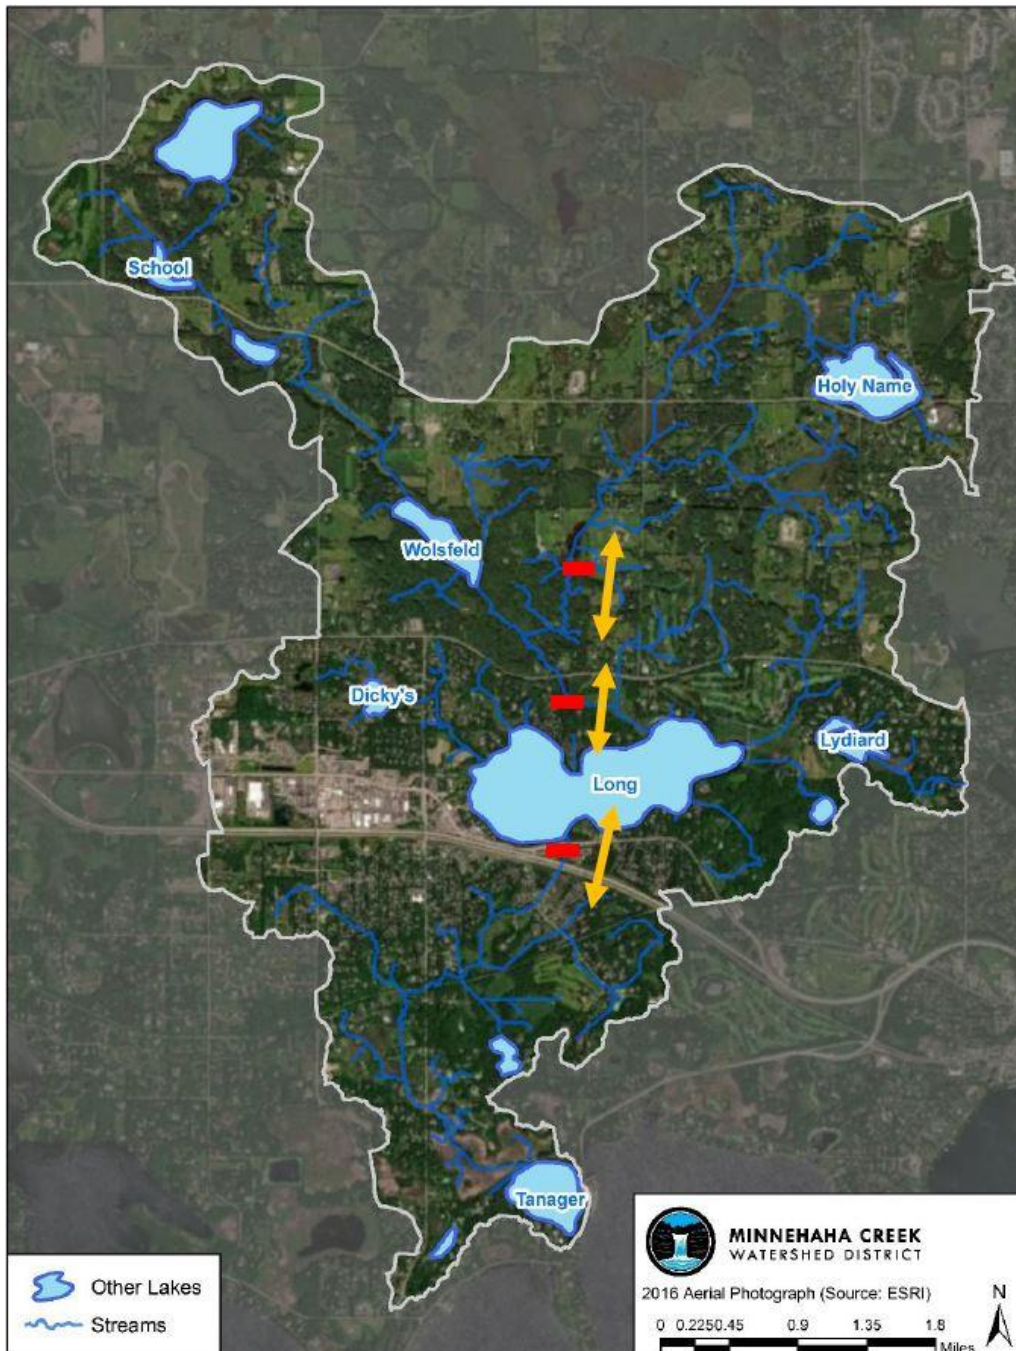 School
Holy Name
Wolsfeld
Dicky's
Lydiard
Long
Tanager
Other Lakes
Streams
MINNEHAHA CREEK
WATERSHED DISTRICT
2016 Aerial Photograph (Source: ESRI)
N
0 0.2250.45 0.9 1.35 1.8
Miles